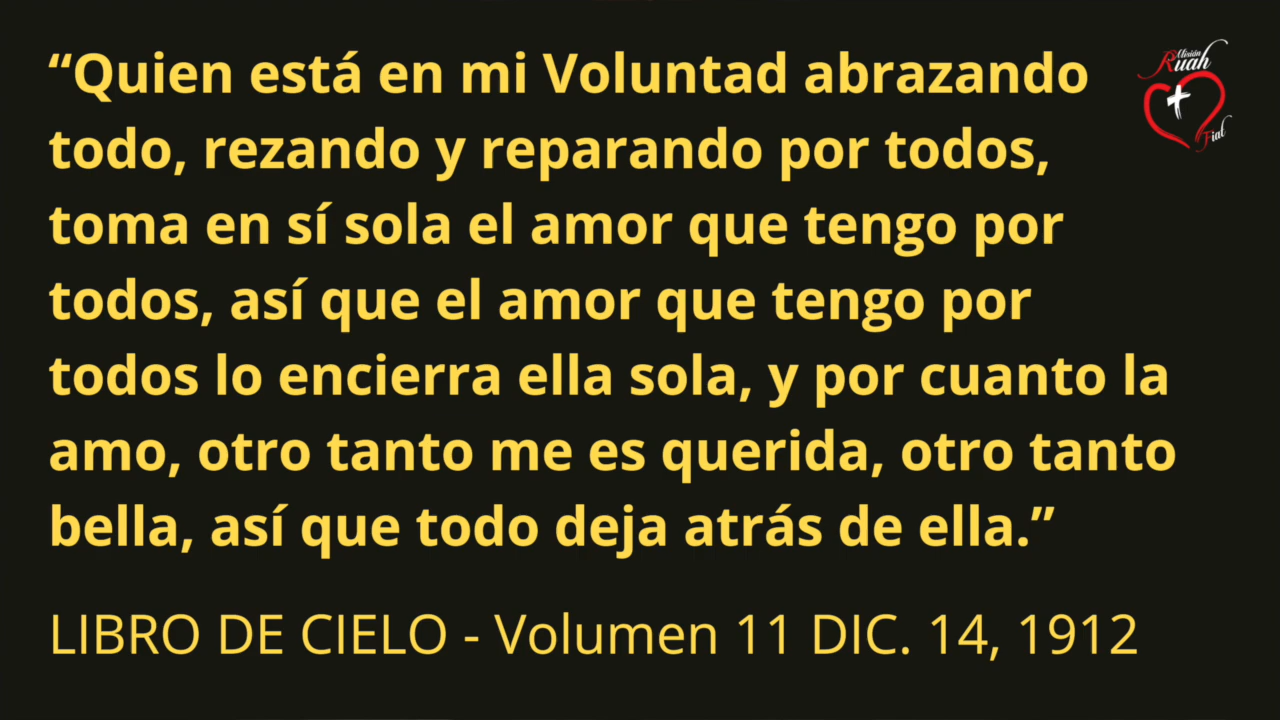 “Quien está en mi Voluntad abrazando
todo, rezando y reparando por todos,
toma en sí sola el amor que tengo por
todos, así que el amor que tengo por
todos lo encierra ella sola, y por cuanto la
amo, otro tanto me es querida, otro tanto
bella, así que todo deja atrás de ella.”
LIBRO DE CIELO - Volumen 11 DIC. 14, 1912
Misión
Ruah
Fial